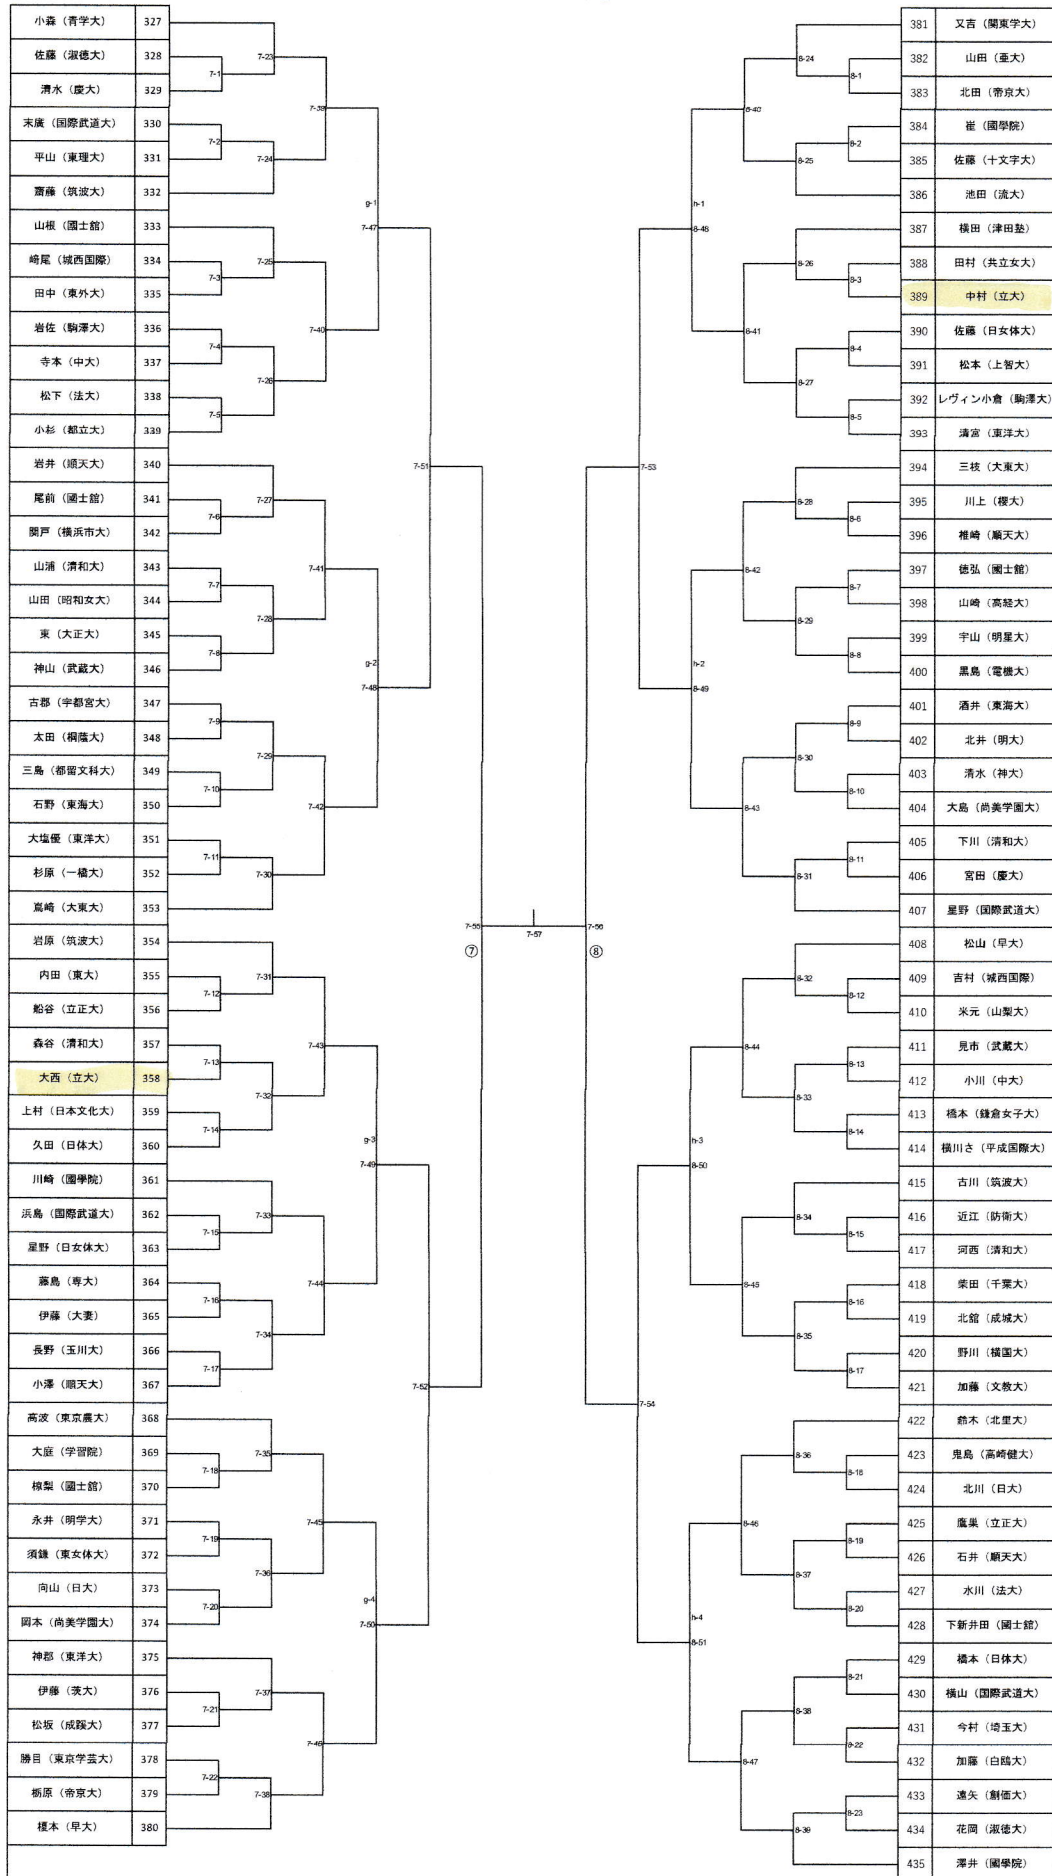 小森（青学大） 327
佐藤（淑徳大） 328
清水（慶大） 329
末廣（国際武道大） 330
平山（東理大） 331
齋藤（筑波大） 332
山根（國士舘） 333
﨑尾（城西国際） 334
田中（東外大） 335
岩佐（駒澤大） 336
寺本（中大） 337
松下（法大） 338
小杉（都立大） 339
岩井（順天大） 340
尾前（國士舘） 341
関戸（横浜市大） 342
山浦（清和大） 343
山田（昭和女大） 344
東（大正大） 345
神山（武蔵大） 346
古郡（宇都宮大） 347
太田（桐蔭大） 348
三島（都留文科大） 349
石野（東海大） 350
大塩優（東洋大） 351
杉原（一橋大） 352
嶌崎（大東大） 353
岩原（筑波大） 354
内田（東大） 355
船谷（立正大） 356
森谷（清和大） 357
大西（立大） 358
上村（日本文化大） 359
久田（日体大） 360
川崎（國學院） 361
浜島（国際武道大） 362
星野（日女体大） 363
藤島（専大） 364
伊藤（大妻） 365
長野（玉川大） 366
小澤（順天大） 367
高波（東京農大） 368
大庭（学習院） 369
椋梨（國士舘） 370
永井（明学大） 371
須鎌（東女体大） 372
向山（日大） 373
岡本（尚美学園大） 374
神郡（東洋大） 375
伊藤（茨大） 376
松坂（成蹊大） 377
勝目（東京学芸大） 378
栃原（帝京大） 379
榎本（早大） 380
7-1
7-2
7-3
7-4
7-5
7-6
7-7
7-8
7-9
7-10
7-11
7-12
7-13
7-14
7-15
7-16
7-17
7-18
7-19
7-20
7-21
7-22
7-23
7-24
7-25
7-26
7-27
7-28
7-29
7-30
7-31
7-32
7-33
7-34
7-35
7-36
7-37
7-38
7-39
7-40
7-41
7-42
7-43
7-44
7-45
7-46
g-1
7-47
g-2
7-48
g-3
7-49
g-4
7-50
7-51
7-52
7-55
⑦
7-57
7-56
⑧
7-53
7-54
h-1
8-48
h-2
8-49
h-3
8-50
h-4
8-51
8-40
8-41
8-42
8-43
8-44
8-45
8-46
8-47
8-24
8-25
8-26
8-27
8-28
8-29
8-30
8-31
8-32
8-33
8-34
8-35
8-36
8-37
8-38
8-39
8-1
8-2
8-3
8-4
8-5
8-6
8-7
8-8
8-9
8-10
8-11
8-12
8-13
8-14
8-15
8-16
8-17
8-18
8-19
8-20
8-21
8-22
8-23
381 又吉（関東学大）
382 山田（亜大）
383 北田（帝京大）
384 崔（國學院）
385 佐藤（十文字大）
386 池田（流大）
387 横田（津田塾）
388 田村（共立女大）
389 中村（立大）
390 佐藤（日女体大）
391 松本（上智大）
392 レヴィン小倉（駒澤大）
393 清宮（東洋大）
394 三枝（大東大）
395 川上（櫻大）
396 椎崎（順天大）
397 徳弘（國士舘）
398 山崎（高経大）
399 宇山（明星大）
400 黒島（電機大）
401 酒井（東海大）
402 北井（明大）
403 清水（神大）
404 大島（尚美学園大）
405 下川（清和大）
406 宮田（慶大）
407 星野（国際武道大）
408 松山（早大）
409 吉村（城西国際）
410 米元（山梨大）
411 見市（武蔵大）
412 小川（中大）
413 橋本（鎌倉女子大）
414 横川さ（平成国際大）
415 古川（筑波大）
416 近江（防衛大）
417 河西（清和大）
418 柴田（千葉大）
419 北舘（成城大）
420 野川（横国大）
421 加藤（文教大）
422 鈴木（北里大）
423 鬼島（高崎健大）
424 北川（日大）
425 鷹巣（立正大）
426 石井（順天大）
427 水川（法大）
428 下新井田（國士舘）
429 橋本（日体大）
430 横山（国際武道大）
431 今村（埼玉大）
432 加藤（白鴎大）
433 遠矢（創価大）
434 花岡（淑徳大）
435 澤井（國學院）